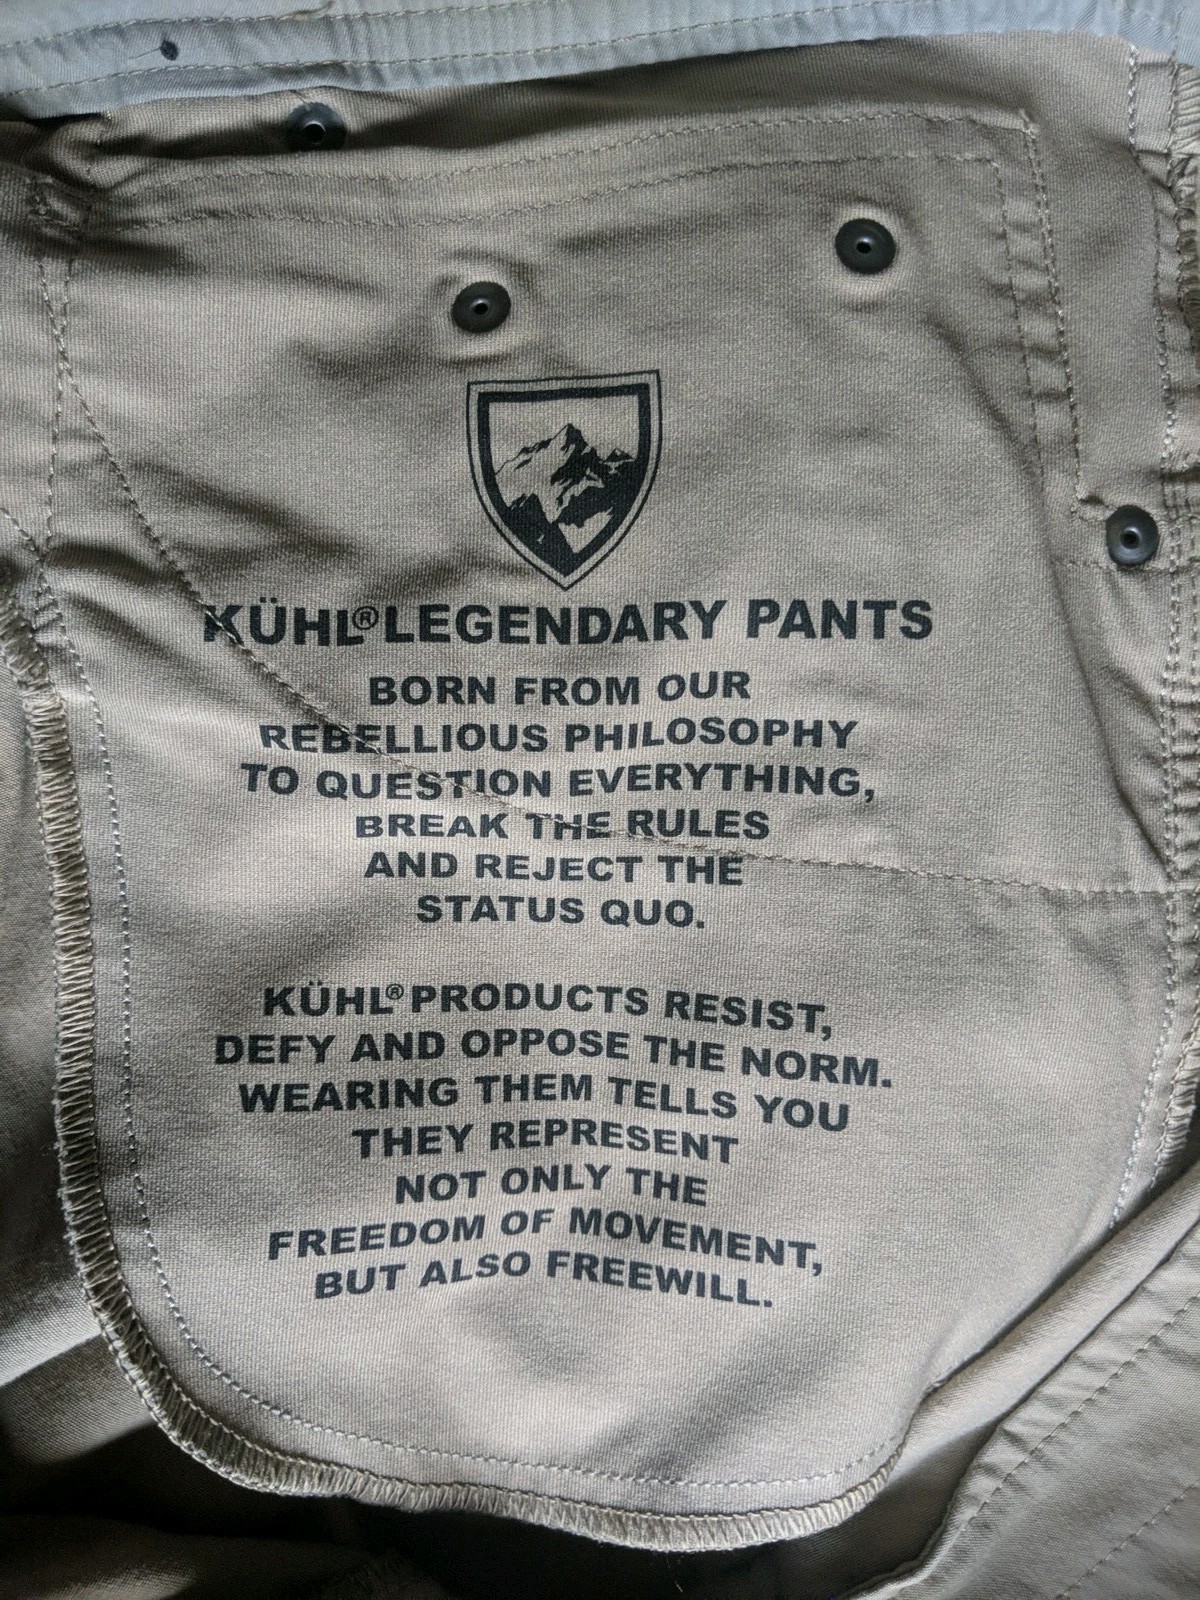 KÜHL® LEGENDARY PANTS
BORN FROM OUR
REBELLIOUS PHILOSOPHY
TO QUESTION EVERYTHING,
BREAK THE RULES
AND REJECT THE
STATUS QUO.
KÜHL® PRODUCTS RESIST,
DEFY AND OPPOSE THE NORM.
WEARING THEM TELLS YOU
THEY REPRESENT
NOT ONLY THE
FREEDOM OF MOVEMENT,
BUT ALSO FREEWILL.